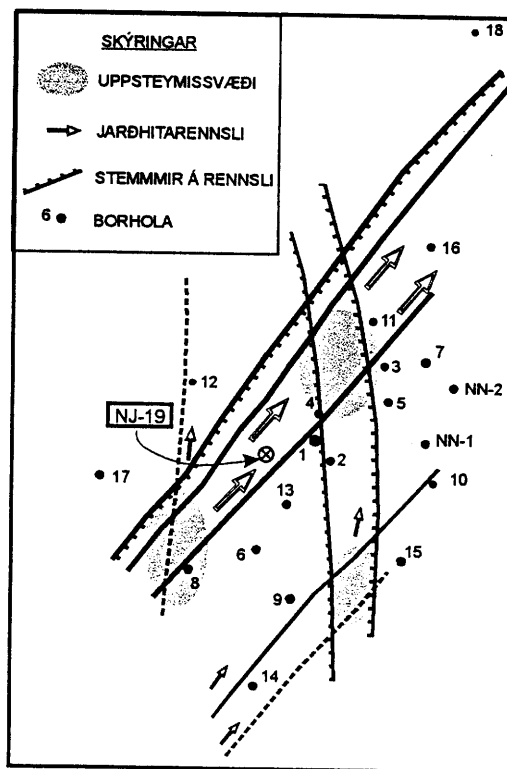 SKÝRINGAR
UPPSTEYMISSVÆÐI
JARÐHITARENNSLI
STEMMMIR Á RENNSLI
6 BORHOLA
18
16
11
12
3
7
NN-2
5
4
NJ-19
1
2
NN-1
17
10
13
6
15
8
9
14